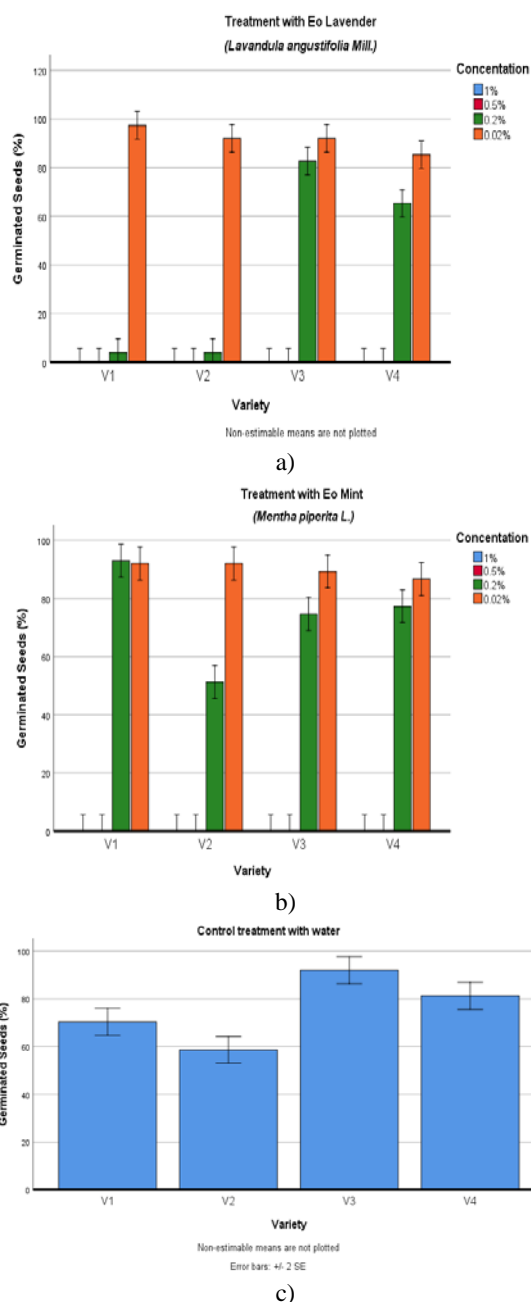 Treatment with Eo Lavender
(Lavandula angustifolia Mill.)
Concentation
1%
0.5%
0.2%
0.02%
Germinated Seeds (%)
120
100
80
60
40
20
0
V1 V2 V3 V4
Variety
Non-estimable means are not plotted
a)
Treatment with Eo Mint
(Mentha piperita L.)
Concentation
1%
0.5%
0.2%
0.02%
Germinated Seeds (%)
100
80
60
40
20
0
V1 V2 V3 V4
Variety
b)
Control treatment with water
Germinated Seeds (%)
100
80
60
40
20
0
V1 V2 V3 V4
Variety
Non-estimable means are not plotted
Error bars: +/- 2 SE
c)